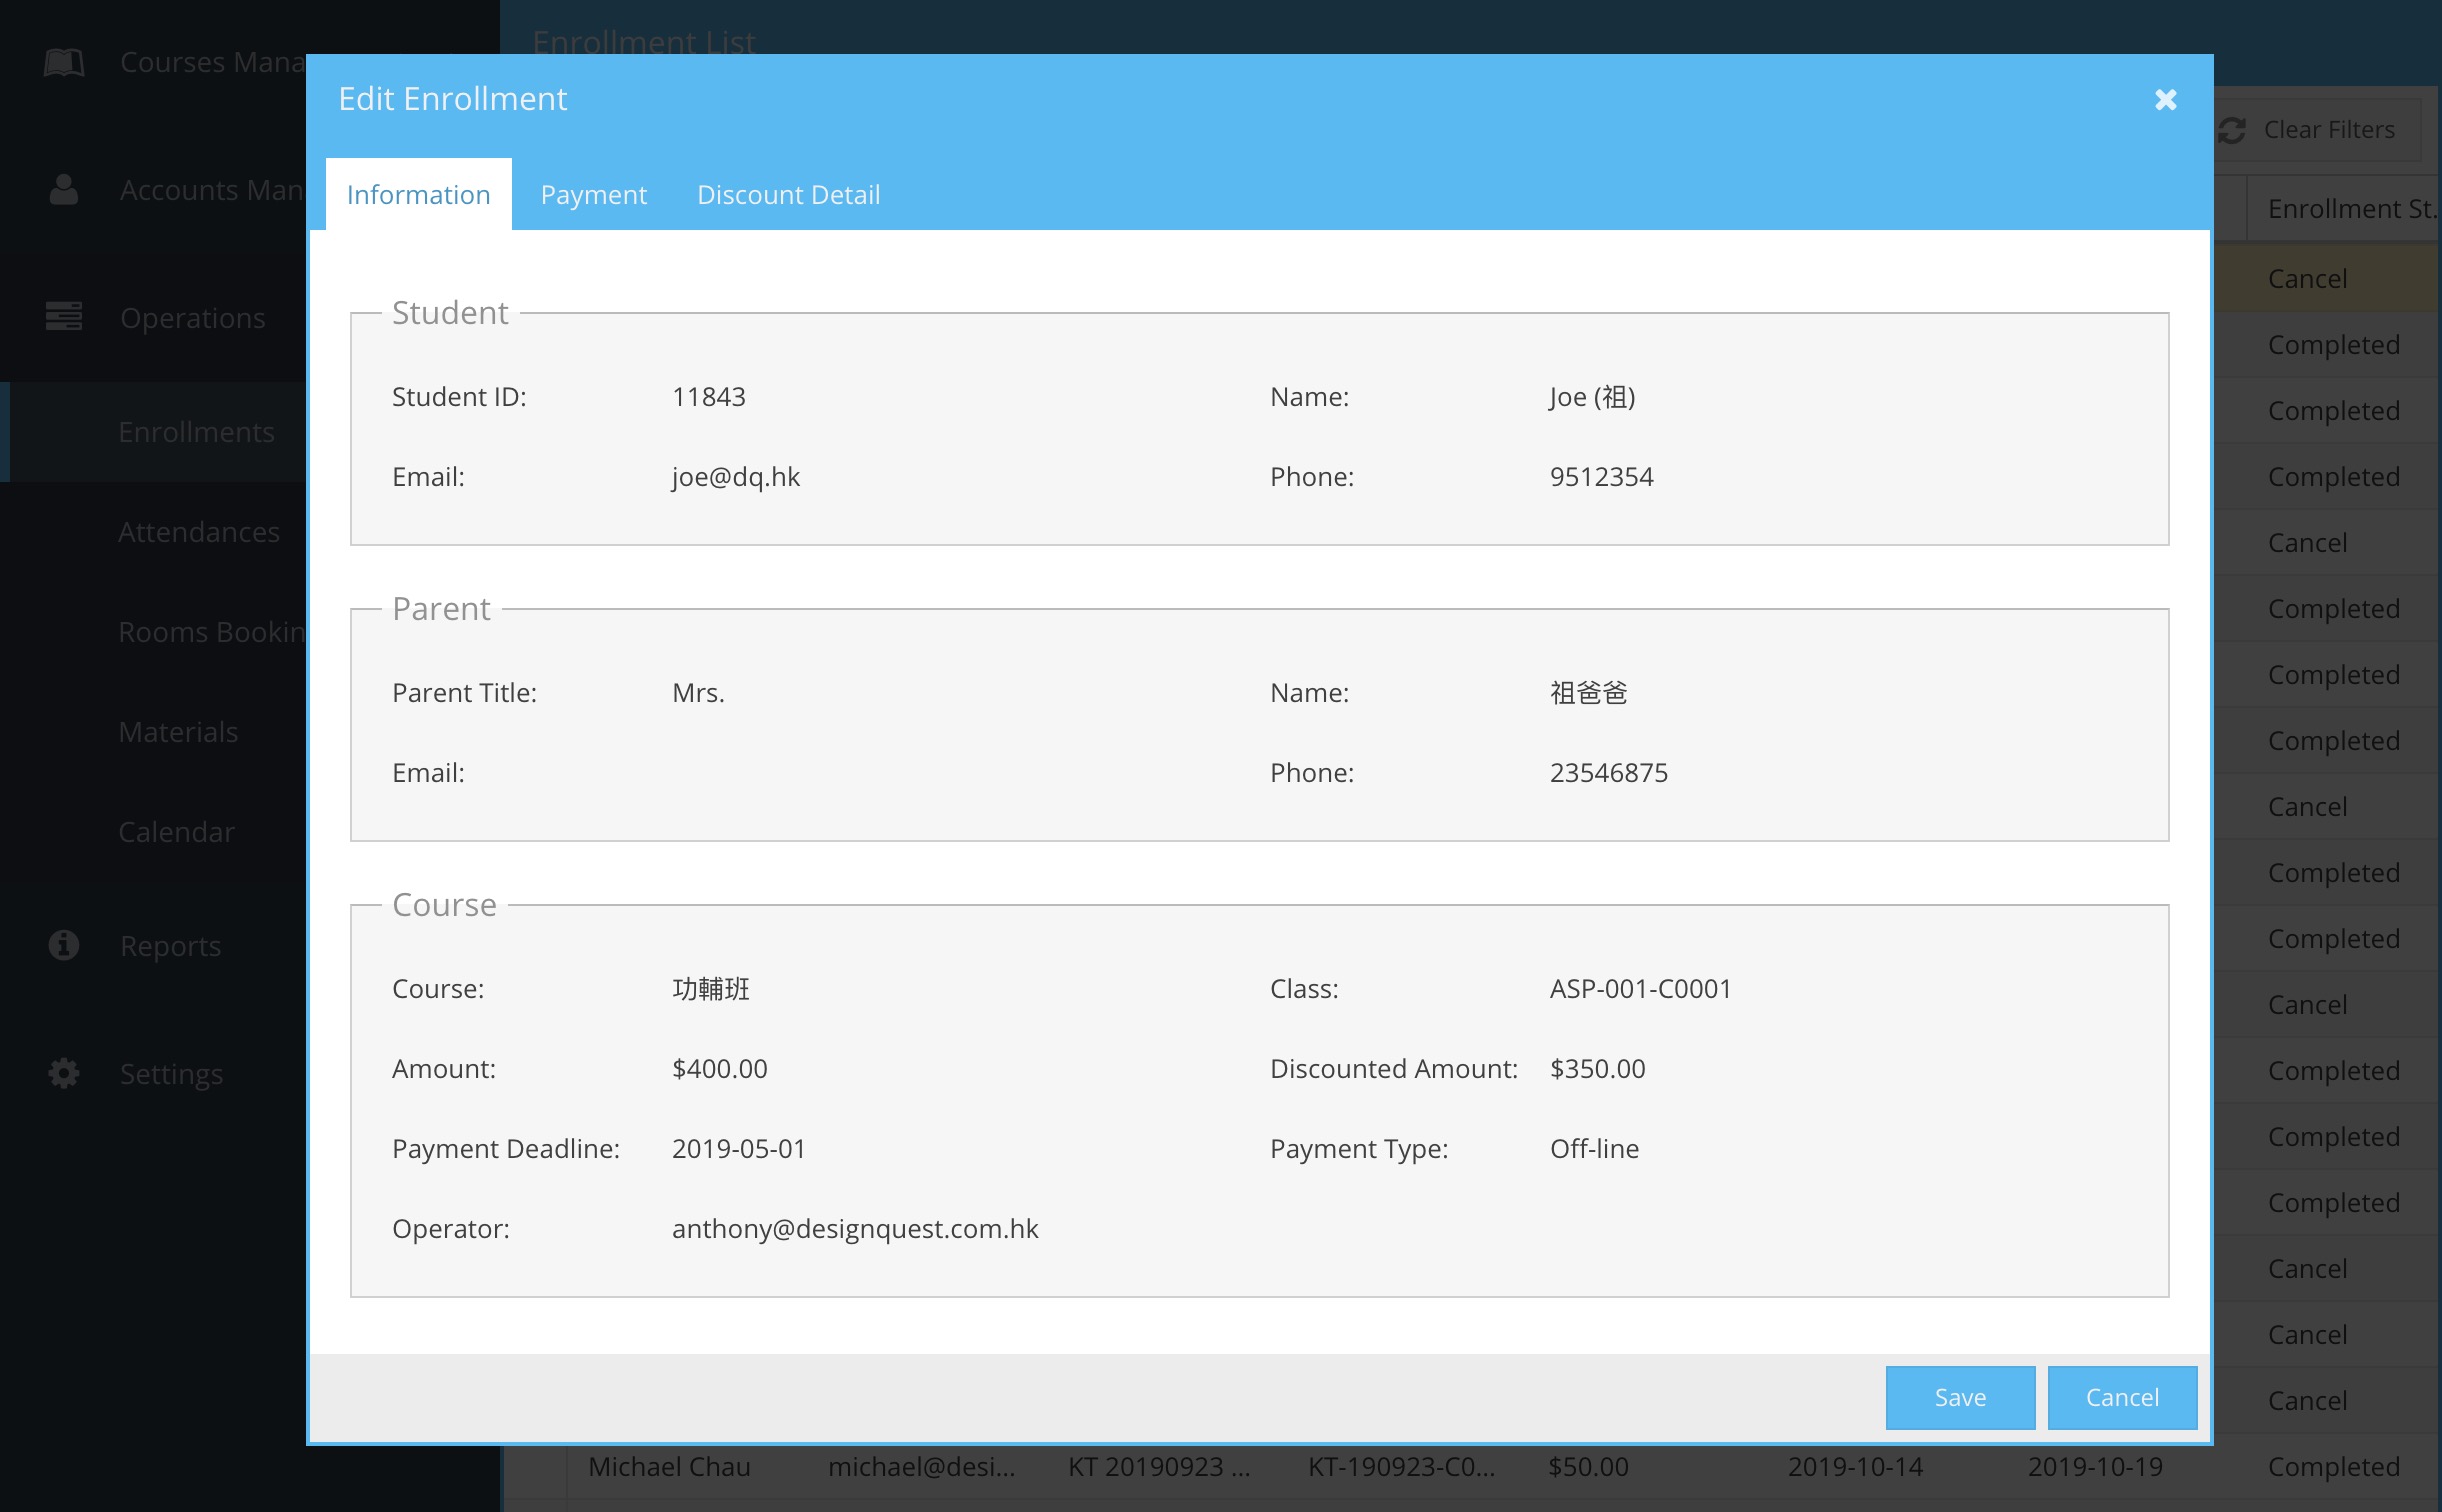 Enrollment List
Courses Mana
Edit Enrollment
Clear Filters
Accounts Man
Information Payment Discount Detail
Enrollment St.
Cancel
Operations
Student
Completed
Student ID: 11843 Name: Joe (祖)
Completed
Enrollments
Email: joe@dq.hk Phone: 9512354
Completed
Attendances
Cancel
Parent
Completed
Rooms Bookin
Parent Title: Mrs. Name: 祖爸爸
Completed
Materials
Completed
Email: Phone: 23546875
Cancel
Calendar
Completed
Course
Completed
Reports
Course: 功輔班 Class: ASP-001-C0001
Cancel
Amount: $400.00 Discounted Amount: $350.00
Completed
Settings
Payment Deadline: 2019-05-01 Payment Type: Off-line
Completed
Completed
Operator: anthony@designquest.com.hk
Cancel
Cancel
Save Cancel
Cancel
Michael Chau michael@desi... KT 20190923 ... KT-190923-C0... $50.00 2019-10-14 2019-10-19 Completed